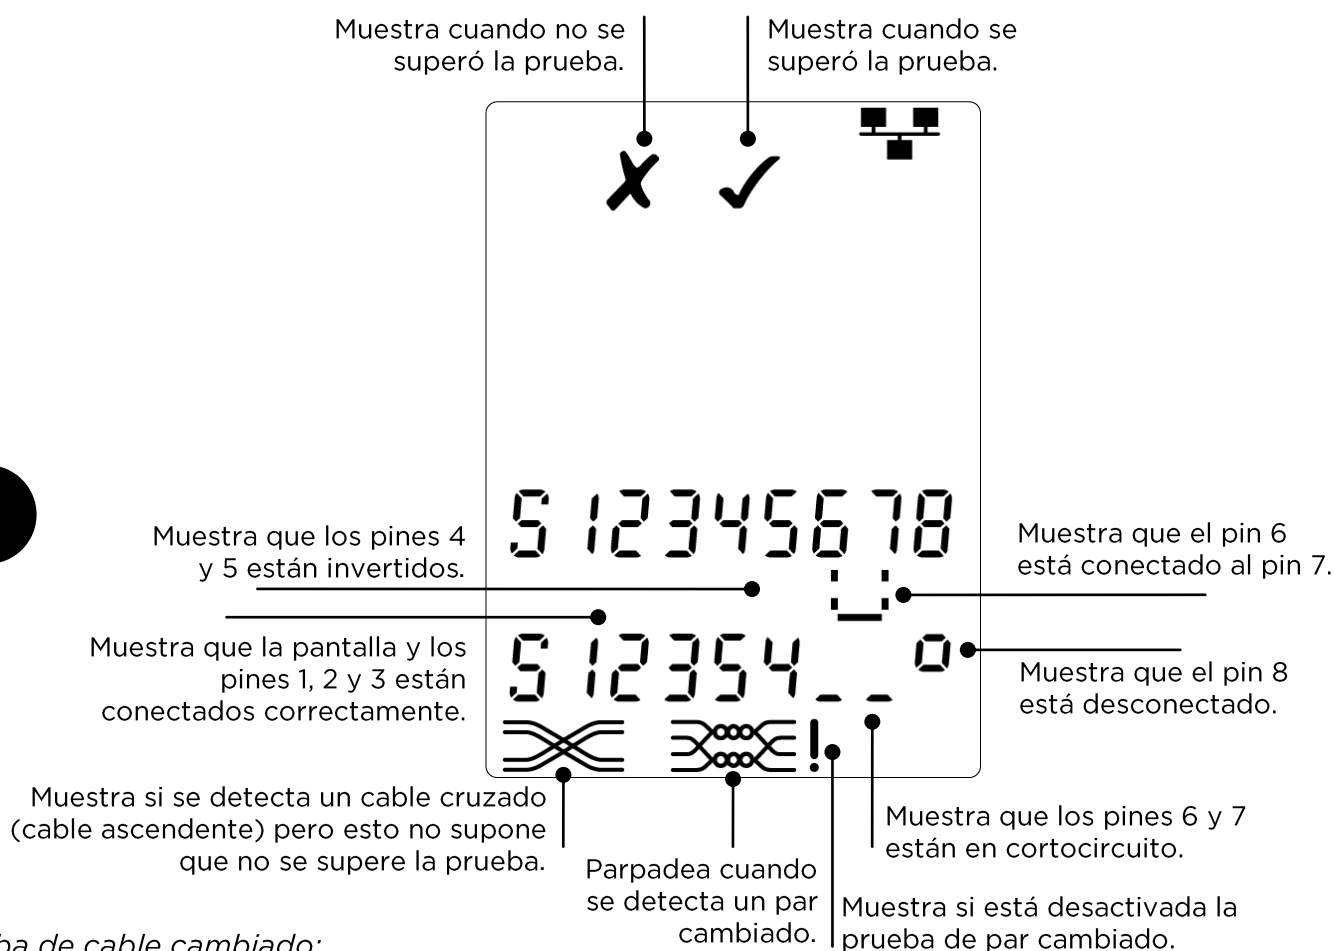 Muestra cuando no se
superó la prueba.
Muestra cuando se
superó la prueba.
S 12345678
Muestra que los pines 4
y 5 están invertidos.
Muestra que el pin 6
está conectado al pin 7.
S 12354_ _ o
Muestra que la pantalla y los
pines 1, 2 y 3 están
conectados correctamente.
Muestra que el pin 8
está desconectado.
!
Muestra si se detecta un cable cruzado
(cable ascendente) pero esto no supone
que no se supere la prueba.
Parpadea cuando
se detecta un par
cambiado.
Muestra que los pines 6 y 7
están en cortocircuito.
Muestra si está desactivada la
prueba de par cambiado.
de cable cambiado: